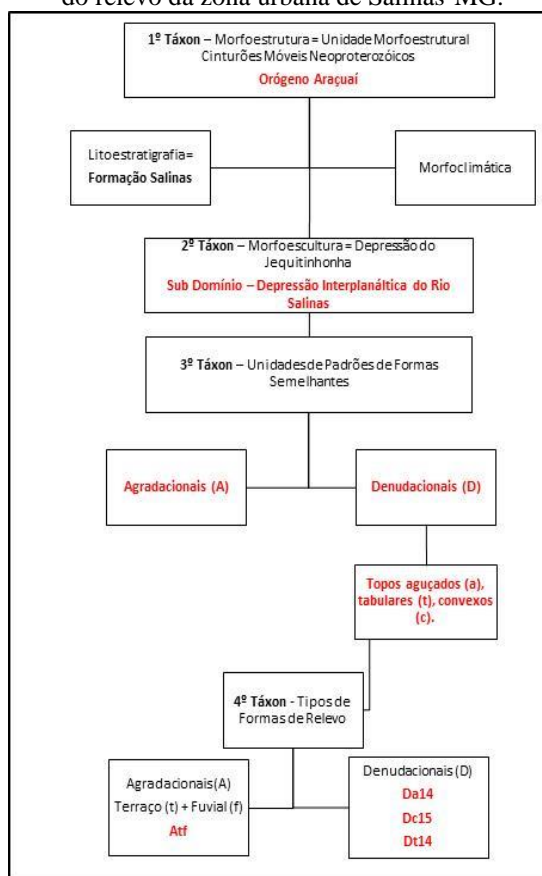 do relevo da zona urbana de Salinas-MG.
1º Táxon – Morfoestrutura = Unidade Morfoestrutural
Cinturões Móveis Neoproterozóicos
Orógeno Araçuaí
Litoestratigrafia=
Formação Salinas
Morfoclimática
2º Táxon – Morfoescultura = Depressão do
Jequitinhonha
Sub Domínio – Depressão Interplanáltica do Rio
Salinas
3º Táxon – Unidades de Padrões de Formas
Semelhantes
Agradacionais (A)
Denudacionais (D)
Topos aguçados (a),
tabulares (t), convexos
(c).
4º Táxon - Tipos de
Formas de Relevo
Agradacionais (A)
Terraço (t) + Fluvial (f)
Atf
Denudacionais (D)
Da14
Dc15
Dt14